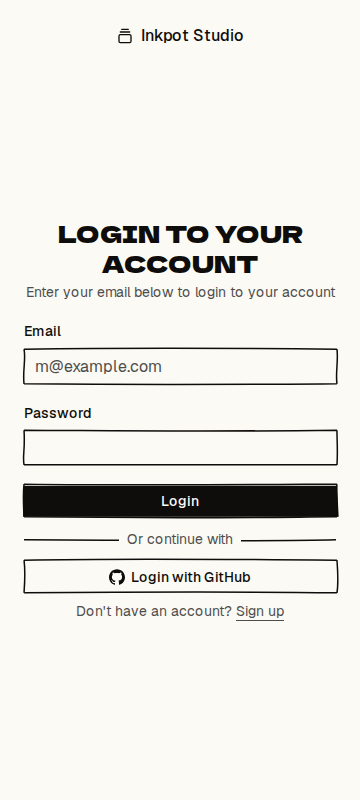 Inkpot Studio
LOGIN TO YOUR
ACCOUNT
Enter your email below to login to your account
Email
m@example.com
Password
Login
Or continue with
Login with GitHub
Don't have an account? Sign up